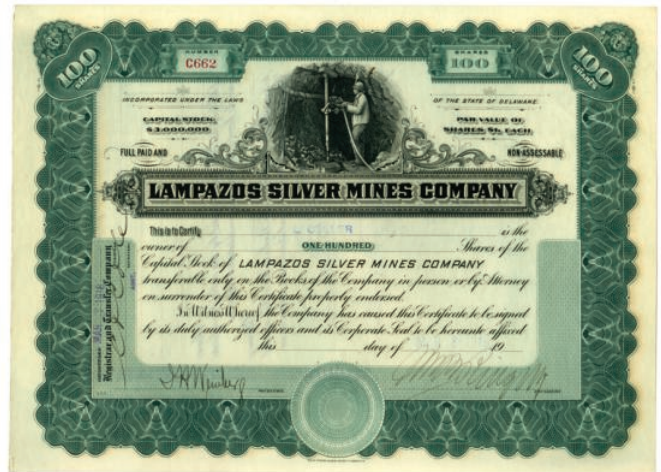 100
SHARES
NUMBER
C662
SHARES
100
100
SHARES
INCORPORATED UNDER THE LAWS
OF THE STATE OF DELAWARE.
CAPITAL STOCK
$3,000,000.
PAR VALUE OF
SHARES, $1. EACH.
FULL PAID AND
NON-ASSESSABLE
LAMPAZOS SILVER MINES COMPANY
This is to Certify is the
owner of ONE HUNDRED Shares of the
Capital Stock of LAMPAZOS SILVER MINES COMPANY
transferable only on the Books of the Company in person or by Attorney
on surrender of this Certificate properly endorsed.
In Witness Whereof, the Company has caused this Certificate to be signed
by its duly authorized officers and its Corporate Seal to be hereunto affixed
this day of 19
Registrar and Transfer Company